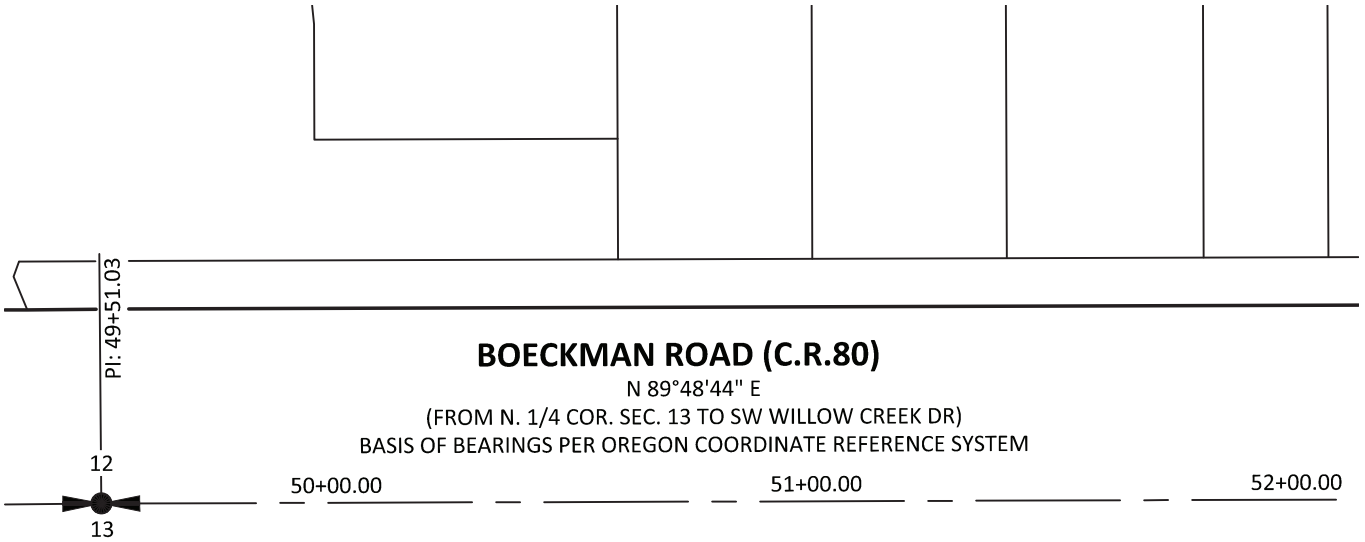 PI: 49+51.03
BOECKMAN ROAD (C.R.80)
N 89°48'44" E
(FROM N. 1/4 COR. SEC. 13 TO SW WILLOW CREEK DR)
BASIS OF BEARINGS PER OREGON COORDINATE REFERENCE SYSTEM
12
50+00.00 51+00.00 52+00.00
13